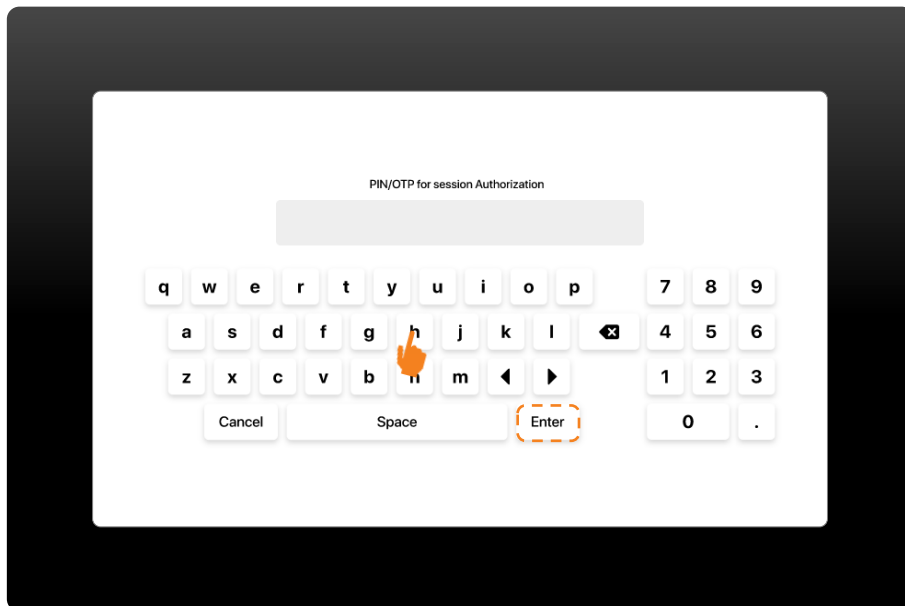 PIN/OTP for session Authorization
q w e r t y u i o p 7 8 9
a s d f g h j k l 4 5 6
z x c v b n m 1 2 3
Cancel Space Enter 0 .